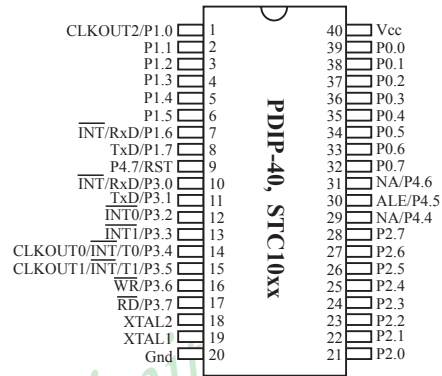 CLKOUT2/P1.0 1 40 Vcc
P1.1 2 39 P0.0
P1.2 3 38 P0.1
P1.3 4 37 P0.2
P1.4 5 36 P0.3
P1.5 6 35 P0.4
INT/RxD/P1.6 7 34 P0.5
TxD/P1.7 8 33 P0.6
P4.7/RST 9 32 P0.7
INT/RxD/P3.0 10 31 NA/P4.6
TxD/P3.1 11 30 ALE/P4.5
INT0/P3.2 12 29 NA/P4.4
INT1/P3.3 13 28 P2.7
CLKOUT0/INT/T0/P3.4 14 27 P2.6
CLKOUT1/INT/T1/P3.5 15 26 P2.5
WR/P3.6 16 25 P2.4
RD/P3.7 17 24 P2.3
XTAL2 18 23 P2.2
XTAL1 19 22 P2.1
Gnd 20 21 P2.0
PDIP-40, STC10xx